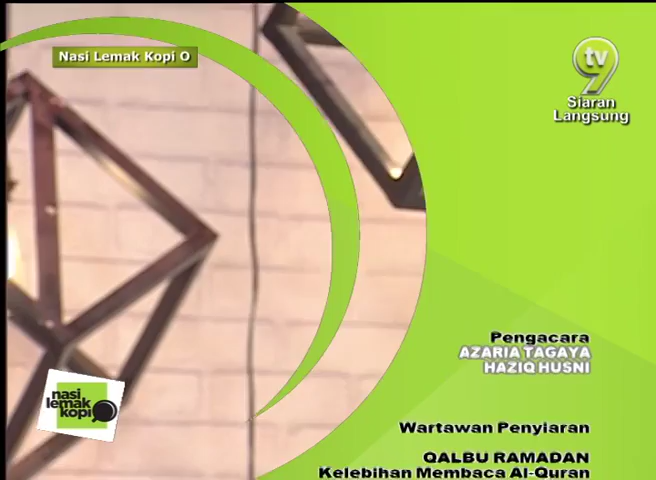 Nasi Lemak Kopi O
tv
9
Siaran
Langsung
Pengacara
AZARIA TAGAYA
HAZIQ HUSNI
nasi
lemak
kopi
Wartawan Penyiaran
QALBU RAMADAN
Kelebihan Membaca Al-Quran